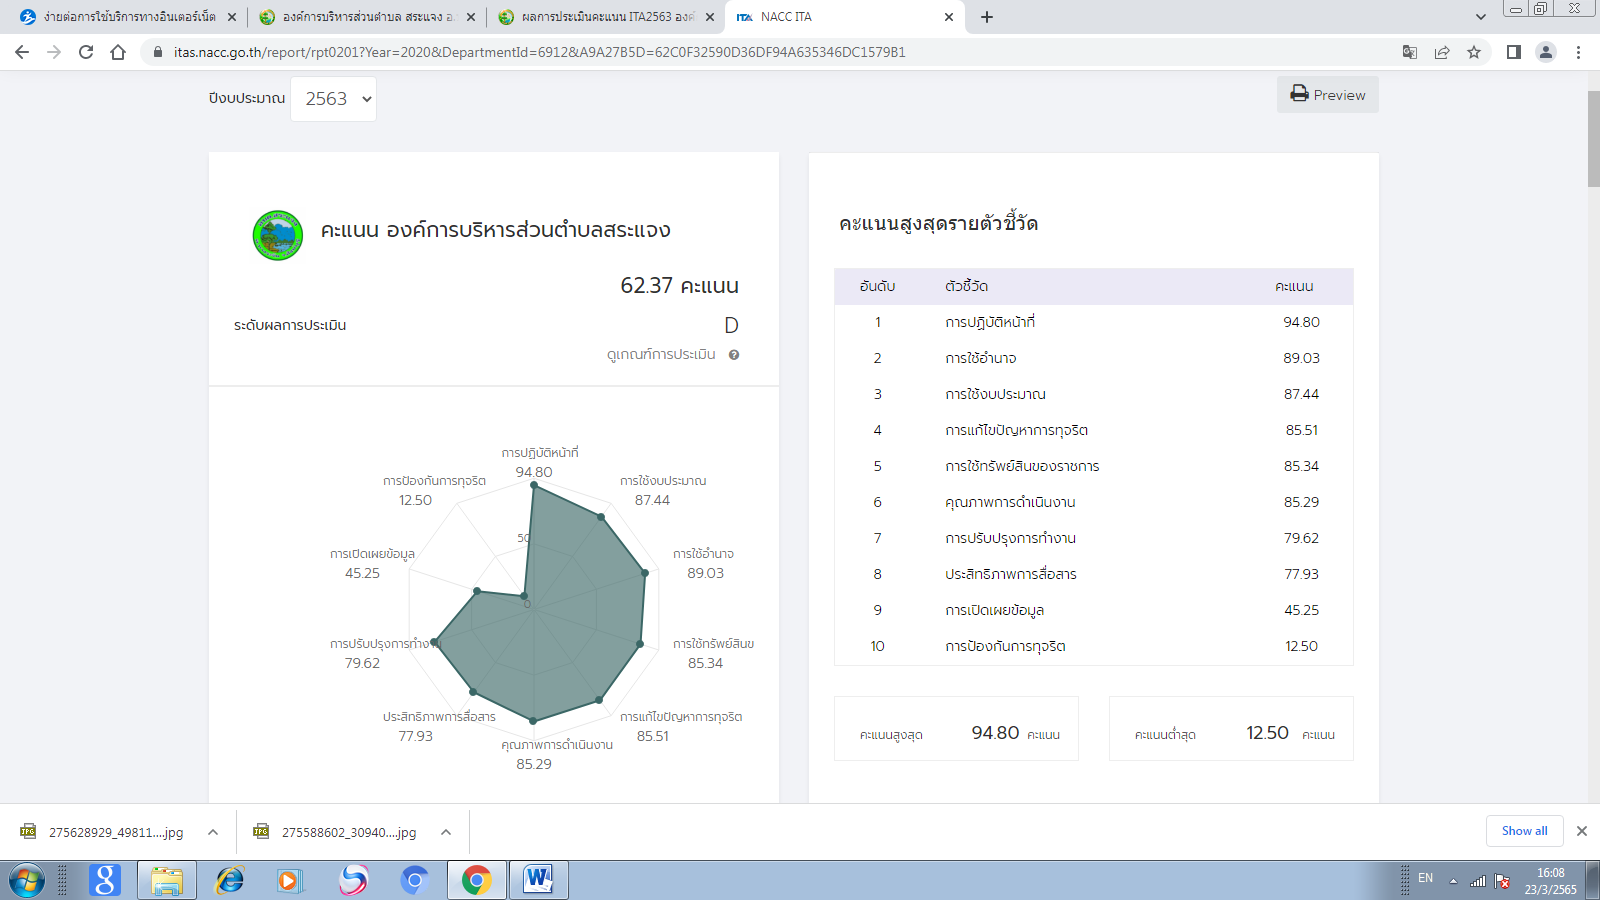 ง่ายต่อการใช้บริการทางอินเตอร์เน็ต
องค์การบริหารส่วนตำบล สระแจง อ.
ผลการประเมินคะแนน ITA2563 องค์
ITA NACC ITA
itas.nacc.go.th/report/rpt0201?Year=2020&DepartmentId=6912&A9A27B5D=62C0F32590D36DF94A635346DC1579B1
ปีงบประมาณ 2563
Preview
คะแนน องค์การบริหารส่วนตำบลสระแจง
62.37 คะแนน
ระดับผลการประเมิน D
ดูเกณฑ์การประเมิน
การปฏิบัติหน้าที่
94.80
การใช้งบประมาณ
87.44
การใช้อำนาจ
89.03
การใช้ทรัพย์สินข
85.34
การแก้ไขปัญหาการทุจริต
85.51
คุณภาพการดำเนินงาน
85.29
ประสิทธิภาพการสื่อสาร
77.93
การปรับปรุงการทำงาน
79.62
การเปิดเผยข้อมูล
45.25
การป้องกันการทุจริต
12.50
50
0
คะแนนสูงสุดรายตัวชี้วัด
อันดับ ตัวชี้วัด คะแนน
1 การปฏิบัติหน้าที่ 94.80
2 การใช้อำนาจ 89.03
3 การใช้งบประมาณ 87.44
4 การแก้ไขปัญหาการทุจริต 85.51
5 การใช้ทรัพย์สินของราชการ 85.34
6 คุณภาพการดำเนินงาน 85.29
7 การปรับปรุงการทำงาน 79.62
8 ประสิทธิภาพการสื่อสาร 77.93
9 การเปิดเผยข้อมูล 45.25
10 การป้องกันการทุจริต 12.50
คะแนนสูงสุด 94.80 คะแนน
คะแนนต่ำสุด 12.50 คะแนน
275628929_49811....jpg
275588602_30940....jpg
Show all
EN
16:08
23/3/2565